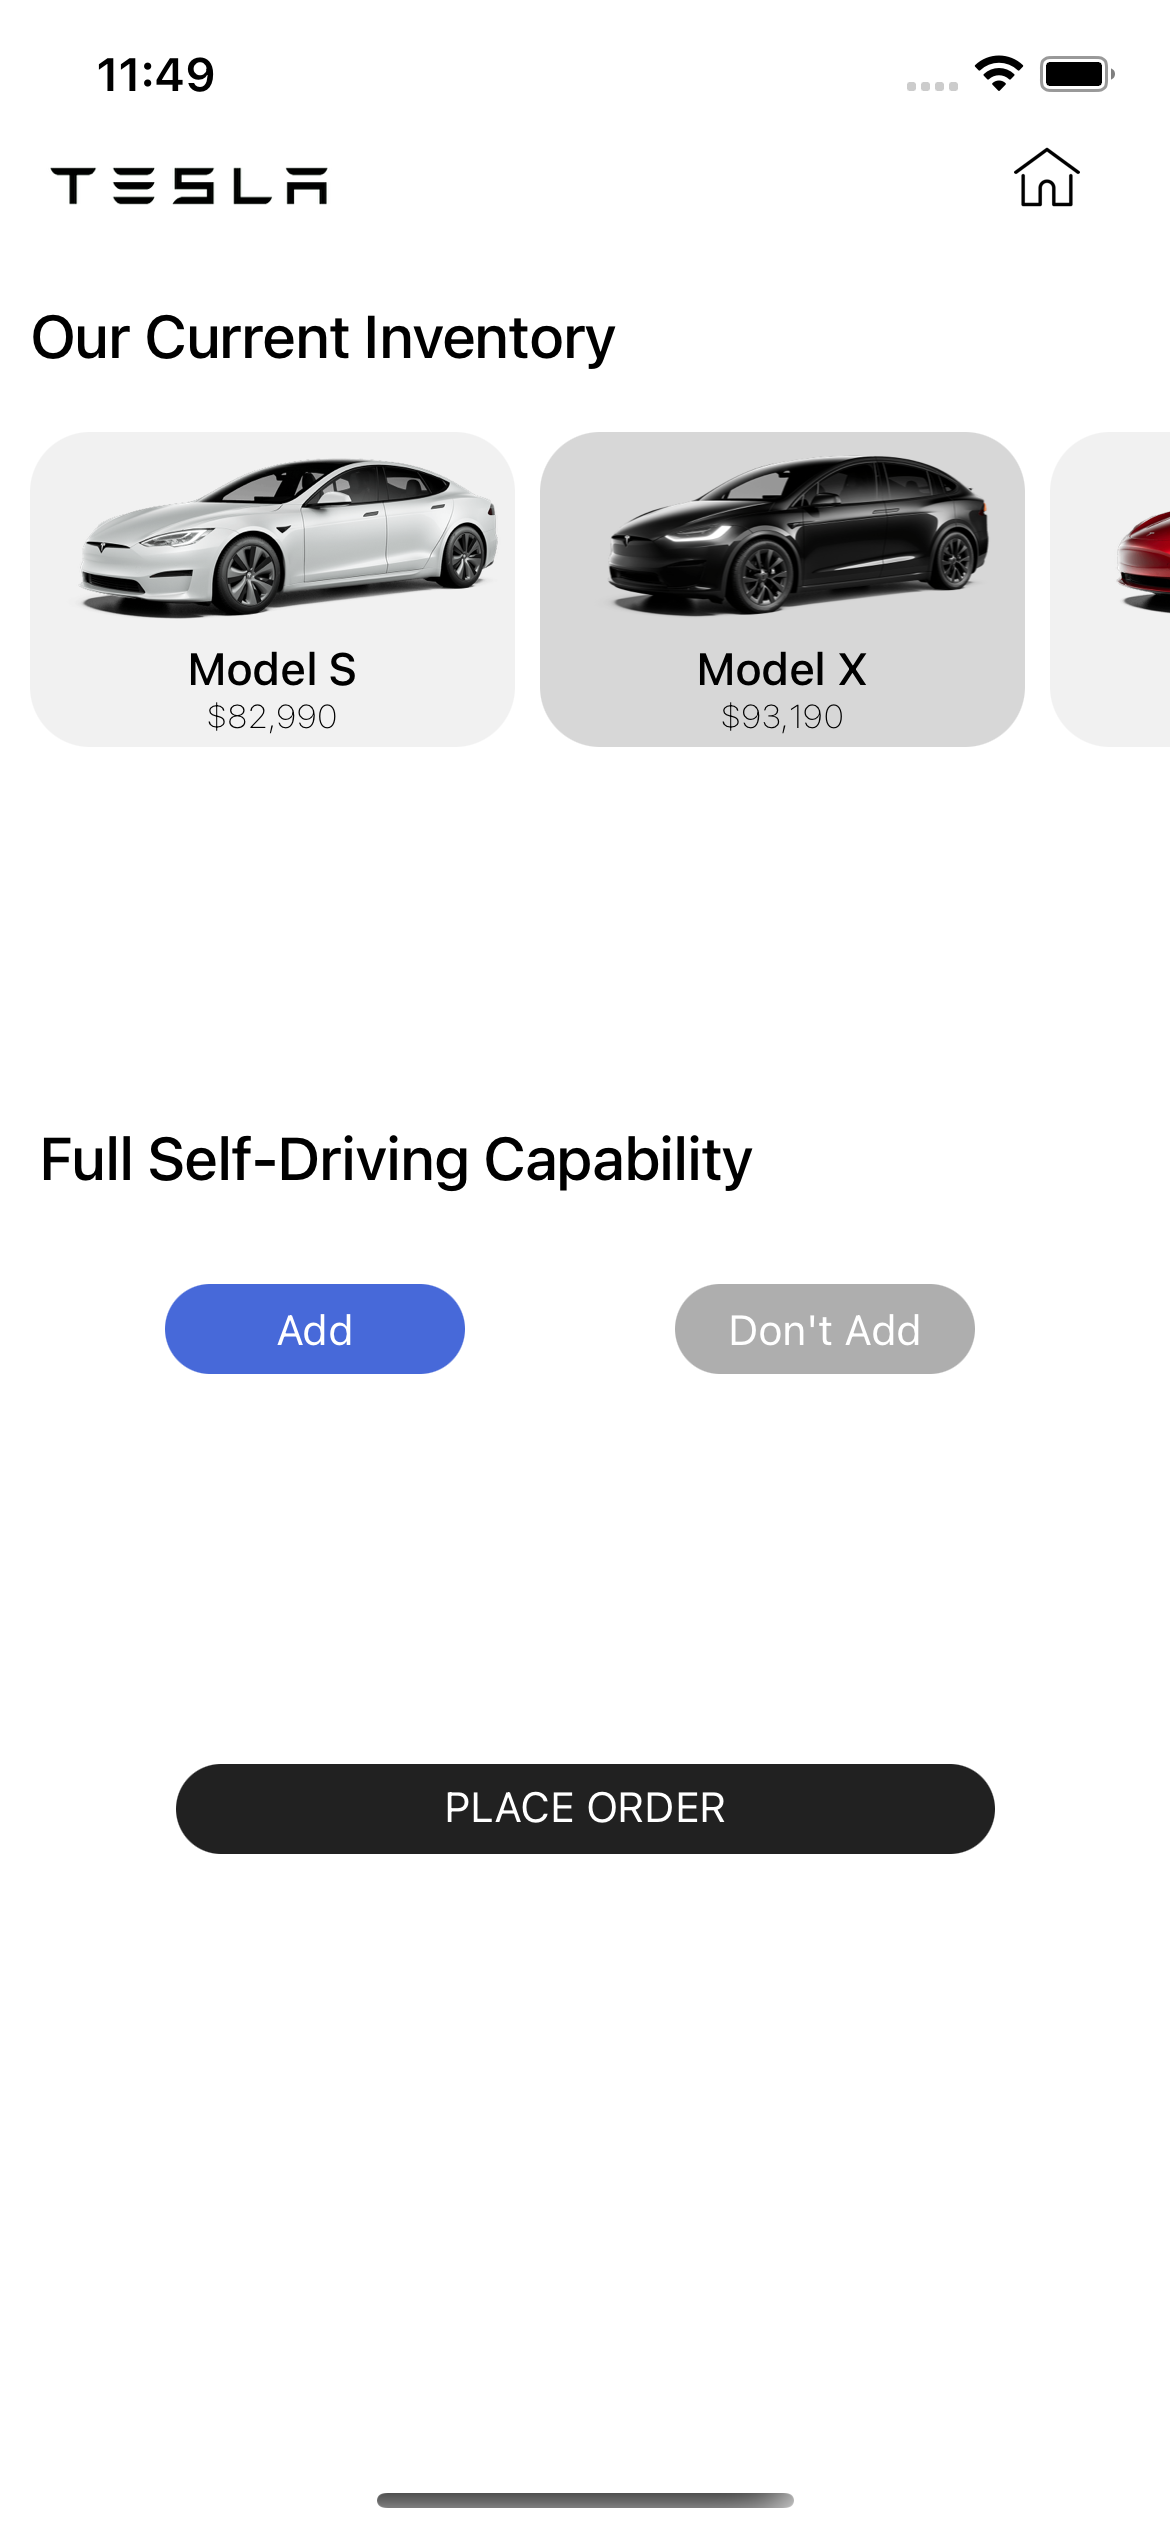 11:49
TESLA
Our Current Inventory
Model S
$82,990
Model X
$93,190
Full Self-Driving Capability
Add
Don't Add
PLACE ORDER